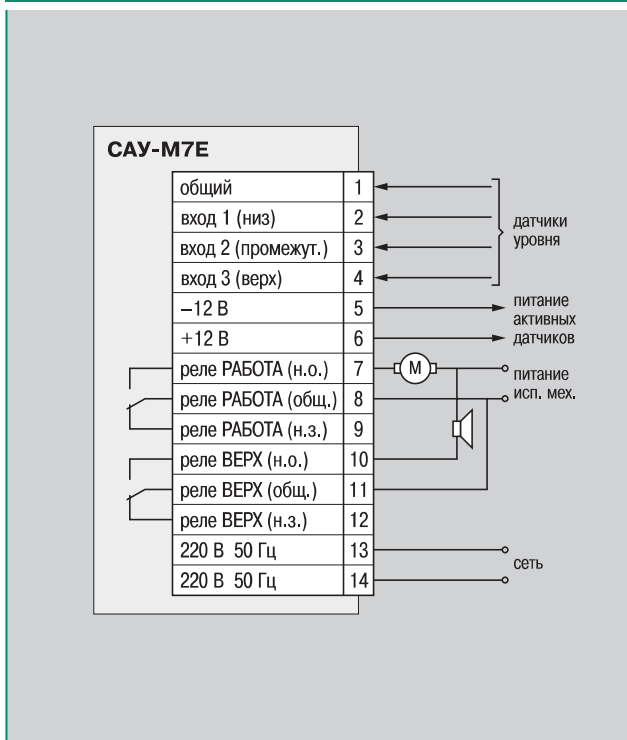 САУ-М7Е
общий 1
вход 1 (низ) 2
вход 2 (промежут.) 3
вход 3 (верх) 4
датчики
уровня
–12 В 5
+12 В 6
питание
активных
датчиков
реле РАБОТА (н.о.) 7
М
реле РАБОТА (общ.) 8
питание
исп. мех.
реле РАБОТА (н.з.) 9
реле ВЕРХ (н.о.) 10
реле ВЕРХ (общ.) 11
реле ВЕРХ (н.з.) 12
220 В 50 Гц 13
220 В 50 Гц 14
сеть